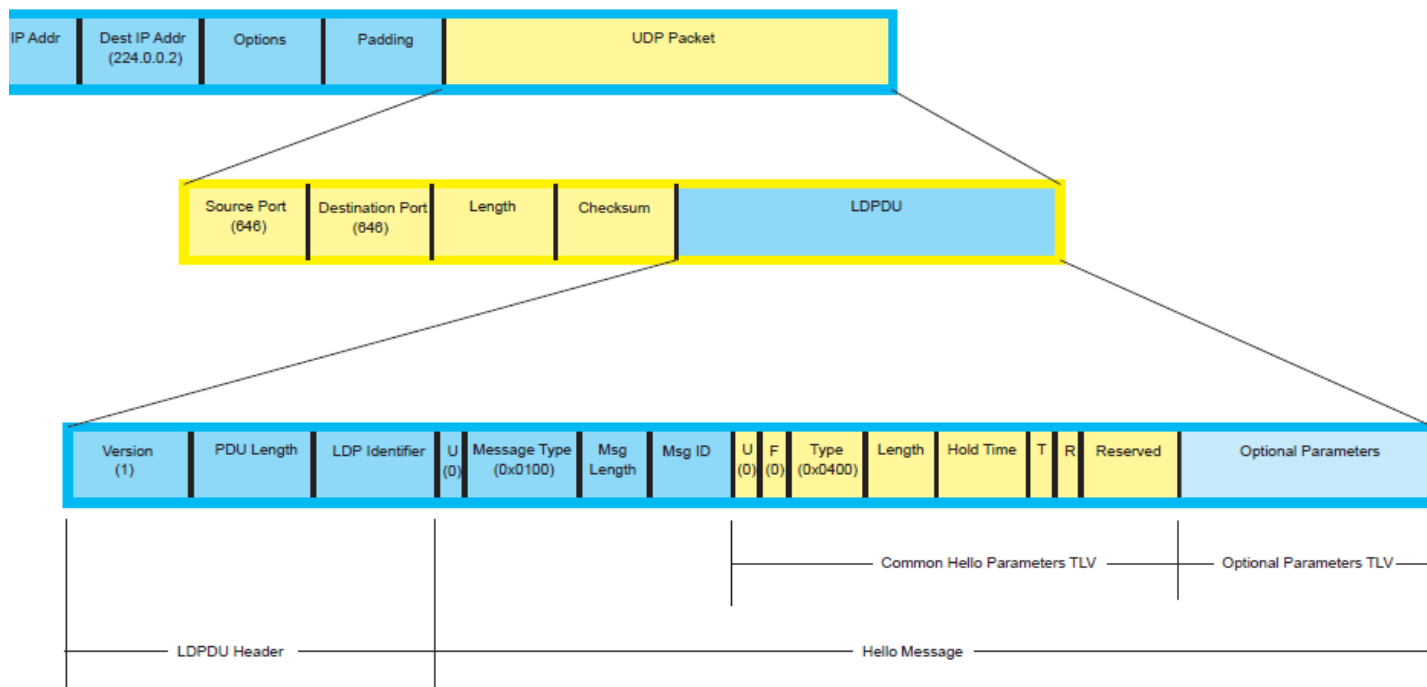 IP Addr
Dest IP Addr
(224.0.0.2)
Options
Padding
UDP Packet
Source Port
(646)
Destination Port
(646)
Length
Checksum
LDPDU
Version
(1)
PDU Length
LDP Identifier
U
(0)
Message Type
(0x0100)
Msg
Length
Msg ID
U
(0)
F
(0)
Type
(0x0400)
Length
Hold Time
T
R
Reserved
Optional Parameters
Common Hello Parameters TLV
Optional Parameters TLV
LDPDU Header
Hello Message